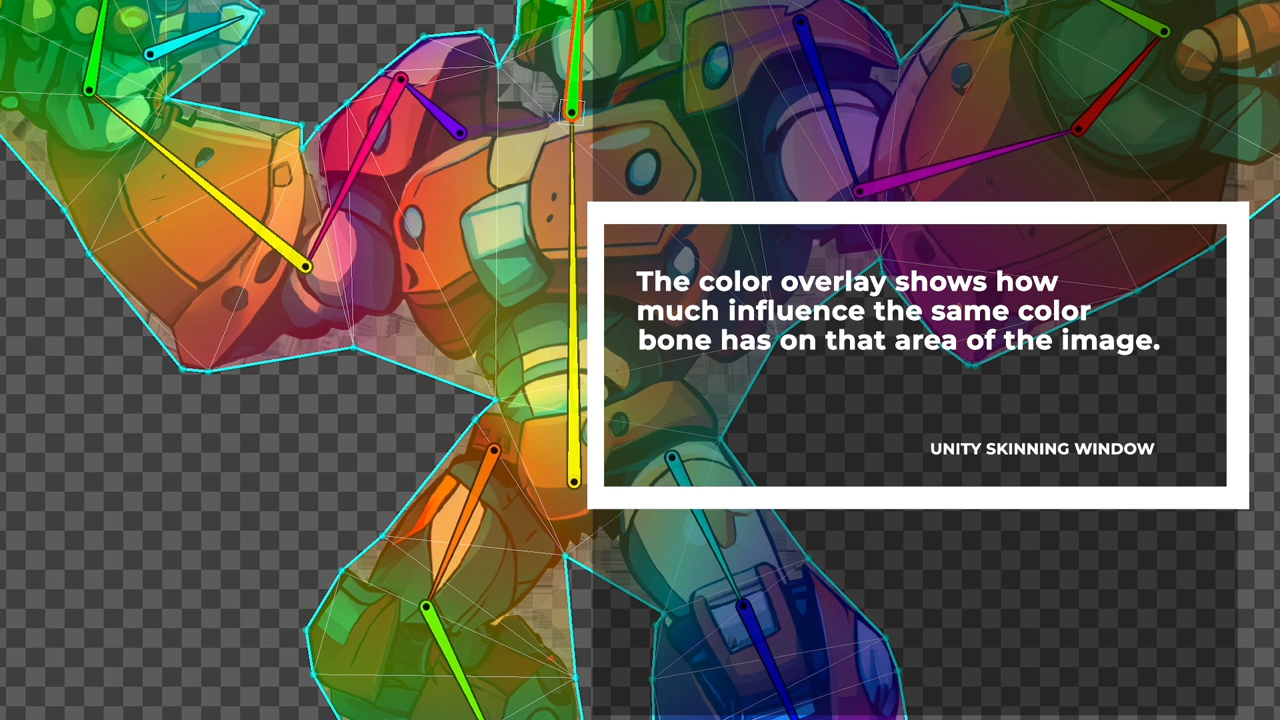 The color overlay shows how
much influence the same color
bone has on that area of the image.
UNITY SKINNING WINDOW